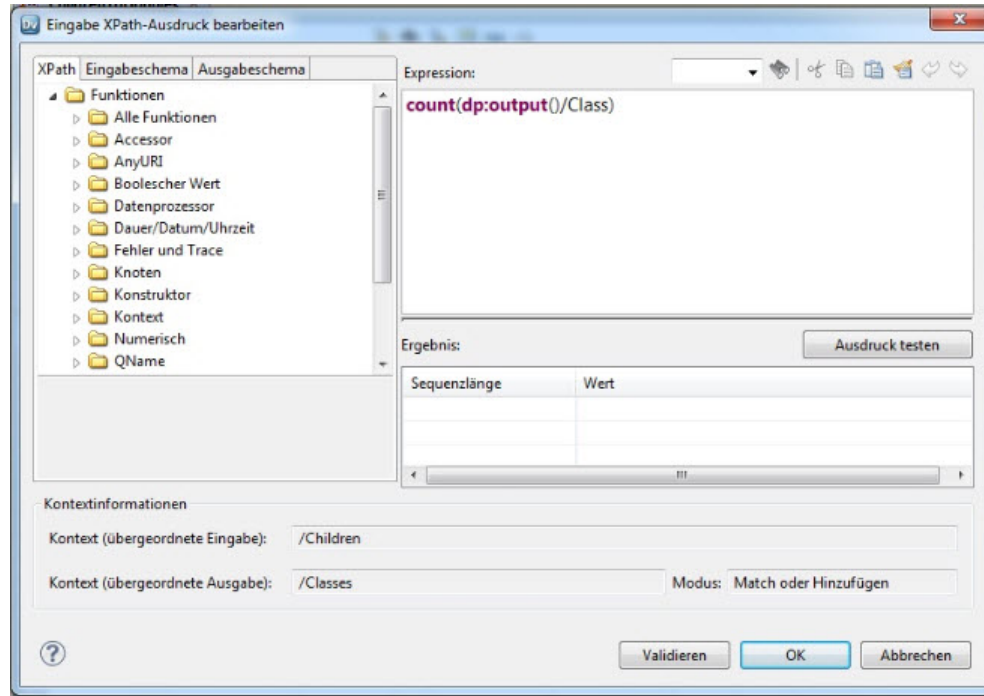 Eingabe XPath-Ausdruck bearbeiten
XPath Eingabeschema Ausgabeschema
Funktionen
Alle Funktionen
Accessor
AnyURI
Boolescher Wert
Datenprozessor
Dauer/Datum/Uhrzeit
Fehler und Trace
Knoten
Konstruktor
Kontext
Numerisch
QName
Expression:
count(dp:output()/Class)
Ergebnis:
Ausdruck testen
Sequenzlänge Wert
Kontextinformationen
Kontext (übergeordnete Eingabe): /Children
Kontext (übergeordnete Ausgabe): /Classes Modus: Match oder Hinzufügen
Validieren OK Abbrechen